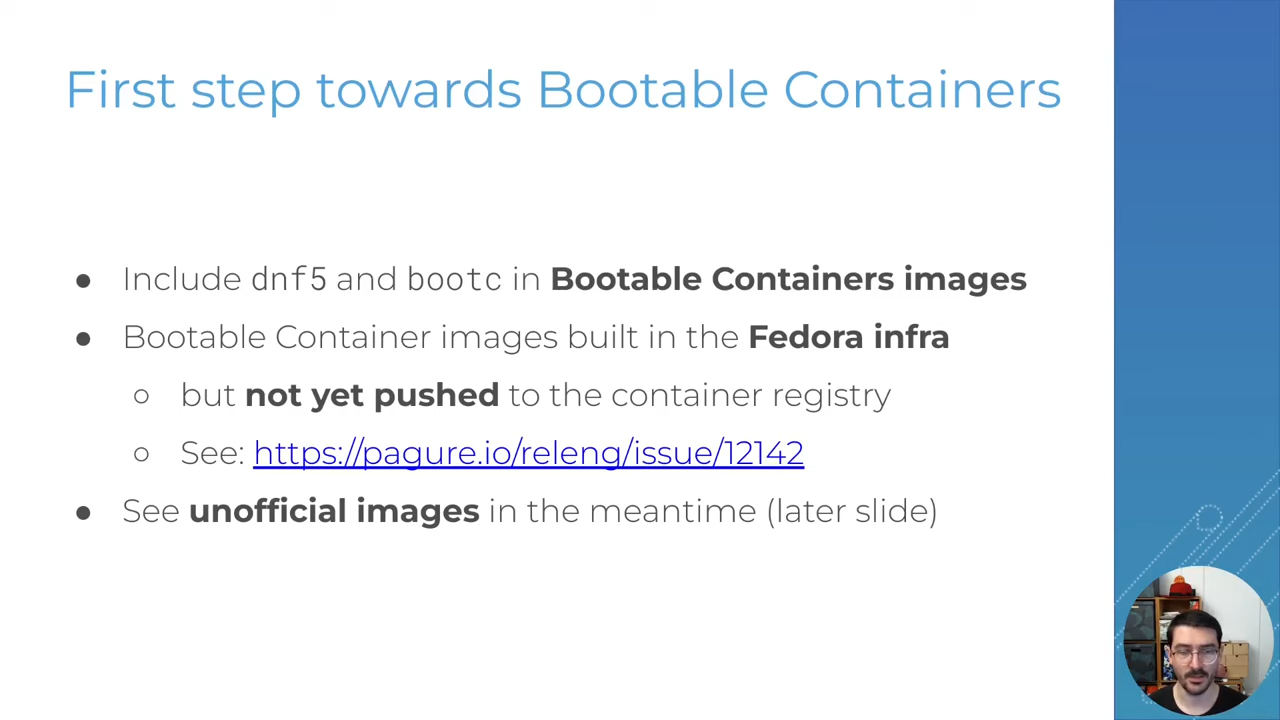 First step towards Bootable Containers
● Include dnf5 and bootc in Bootable Containers images
● Bootable Container images built in the Fedora infra
○ but not yet pushed to the container registry
○ See: https://pagure.io/releng/issue/12142
● See unofficial images in the meantime (later slide)